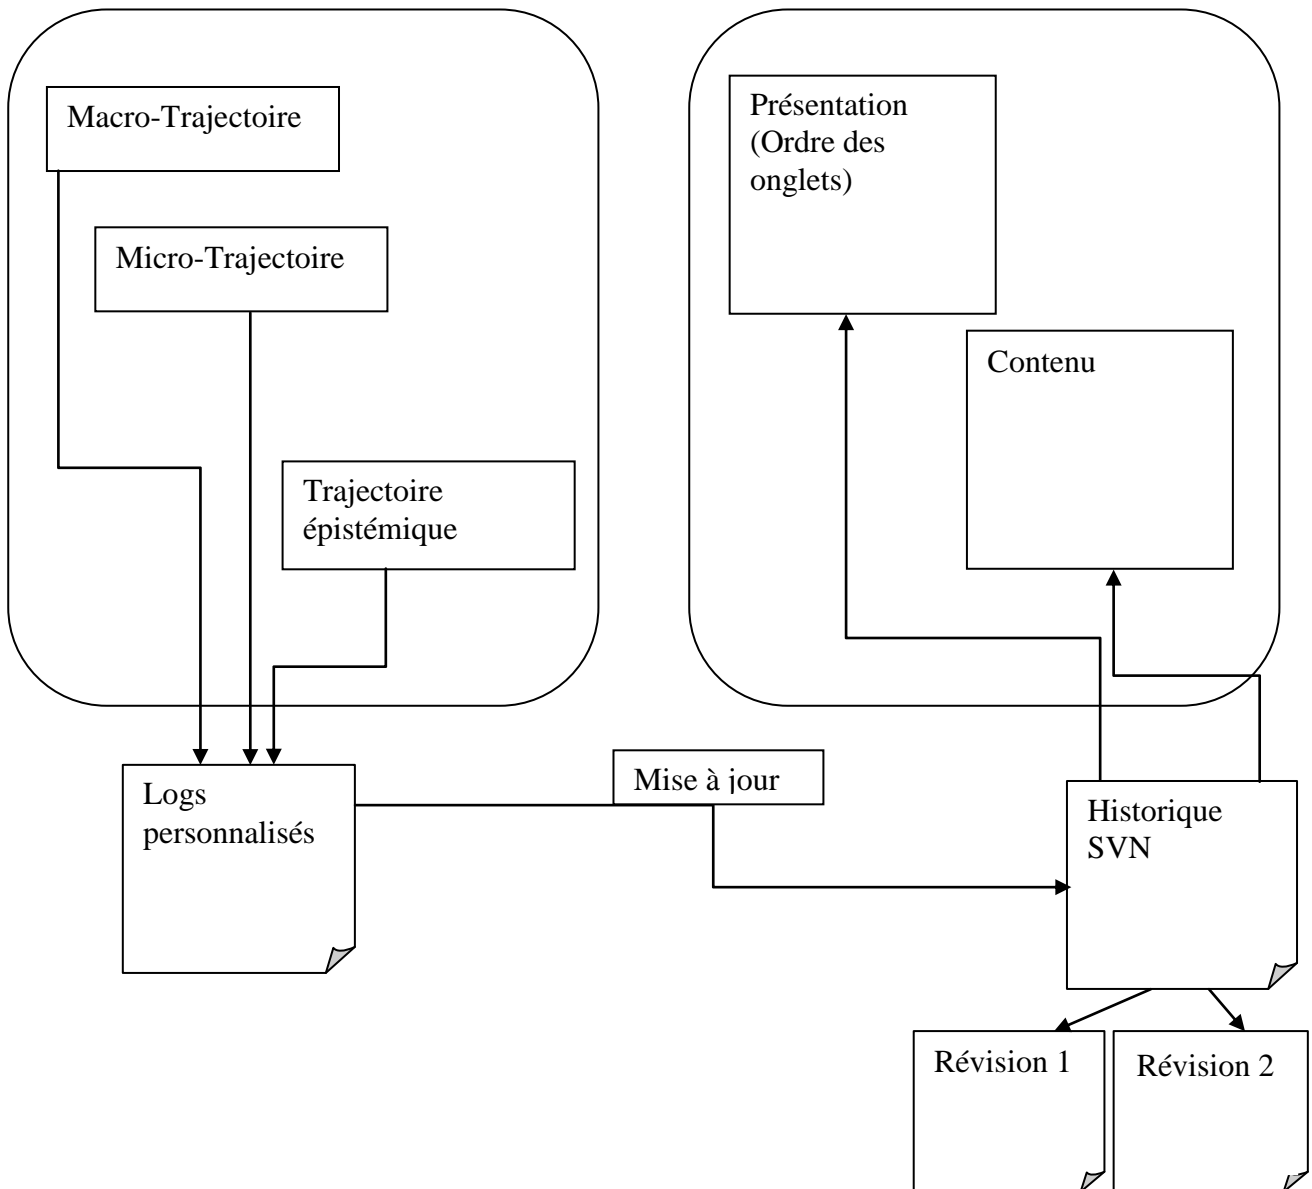 Macro-Trajectoire
Micro-Trajectoire
Trajectoire
épistémique
Présentation
(Ordre des
onglets)
Contenu
Logs
personnalisés
Mise à jour
Historique
SVN
Révision 1
Révision 2